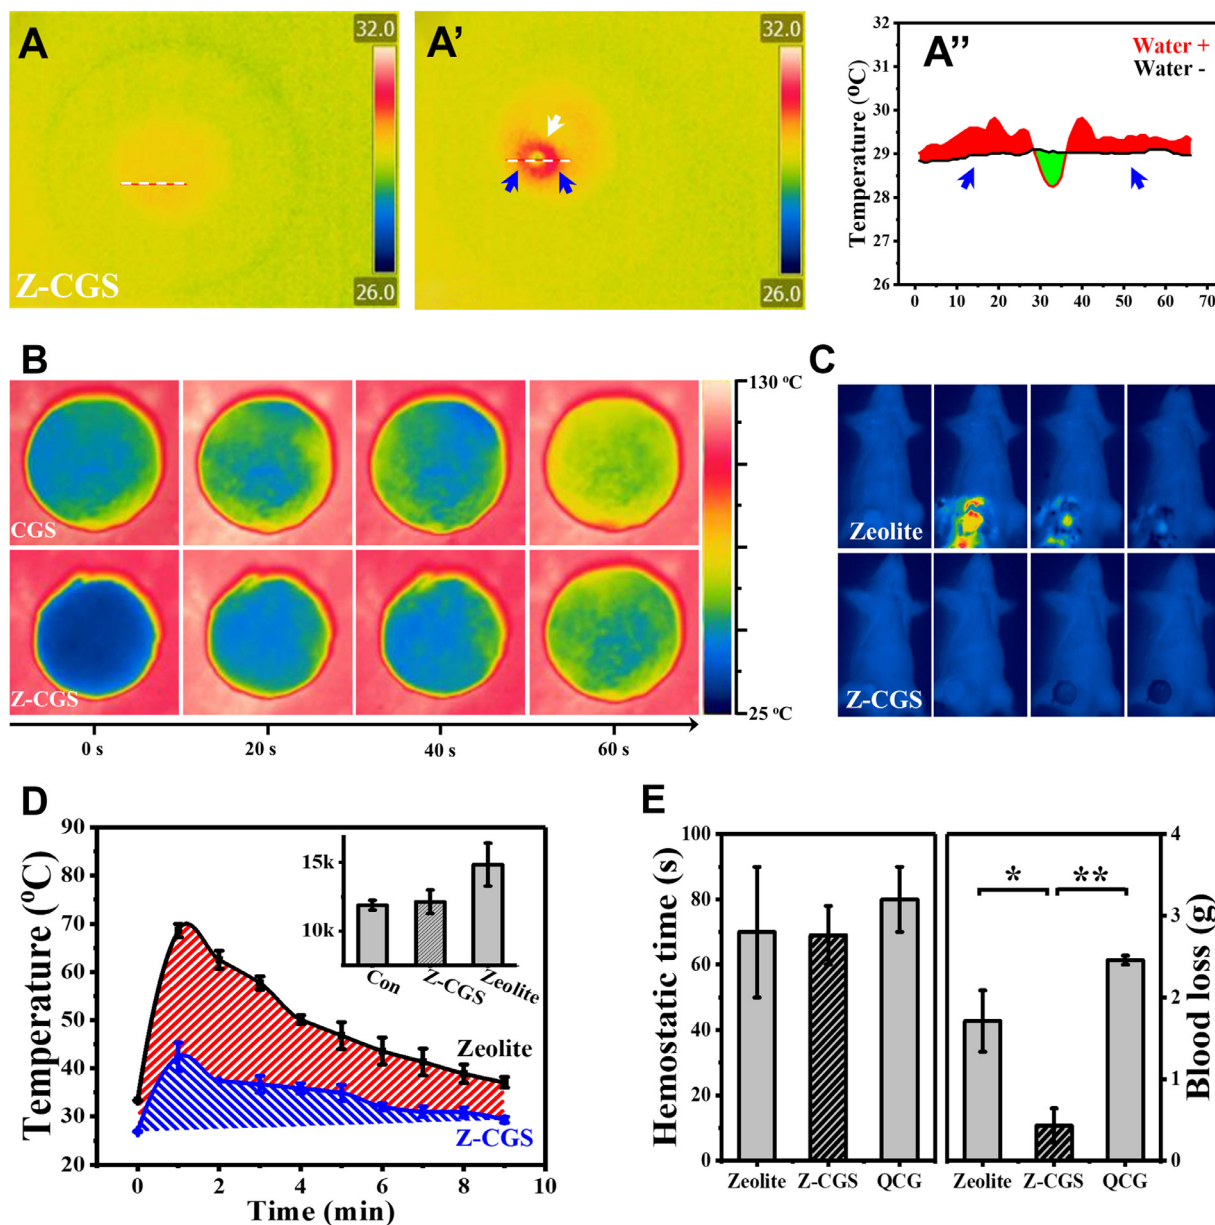 A
32.0
26.0
Z-CGS
A’
32.0
26.0
A’’
Water +
Water -
Temperature (ºC)
32
31
30
29
28
27
26
0 10 20 30 40 50 60 70
B
CGS
Z-CGS
130 ºC
25 ºC
0 s 20 s 40 s 60 s
C
Zeolite
Z-CGS
D
Temperature (ºC)
90
80
70
60
50
40
30
20
0 2 4 6 8 10
Time (min)
Zeolite
Z-CGS
15k
10k
Con Z-CGS Zeolite
E
Hemostatic time (s)
100
80
60
40
20
0
Zeolite Z-CGS QCG
* **
Zeolite Z-CGS QCG
4
3
2
1
0
Blood loss (g)